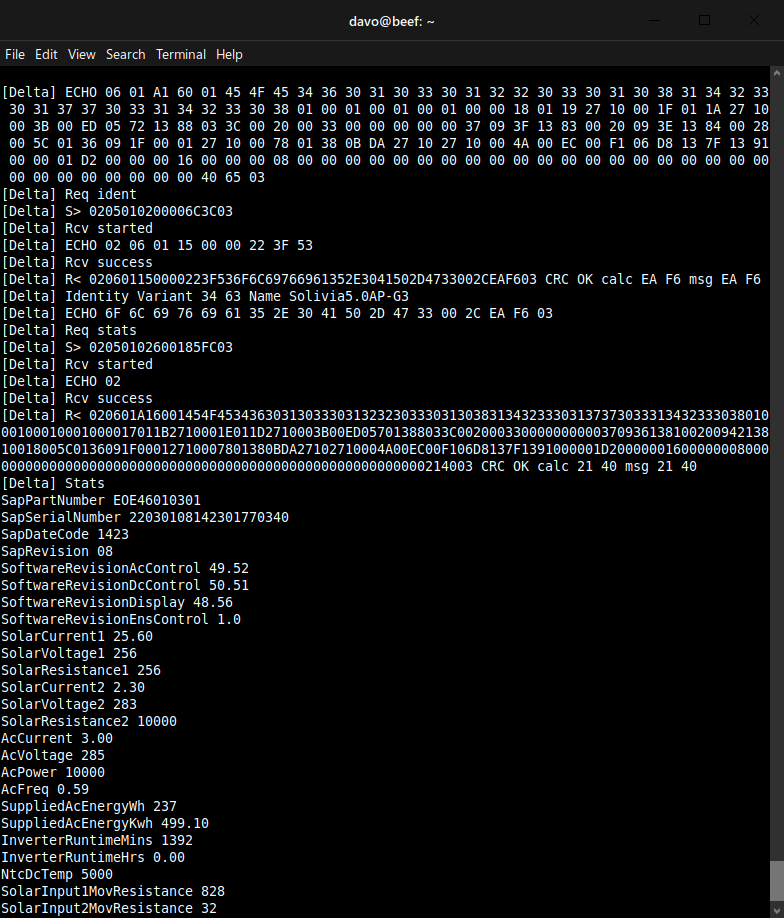 davo@beef: ~
File Edit View Search Terminal Help
[Delta] ECHO 06 01 A1 60 01 45 4F 45 34 36 30 31 30 33 30 31 32 32 30 33 30 31 30 38 31 34 32 33
30 31 37 37 30 33 31 34 32 33 30 38 01 00 01 00 01 00 01 00 00 18 01 19 27 10 00 1F 01 1A 27 10
00 3B 00 ED 05 72 13 88 03 3C 00 20 00 33 00 00 00 00 00 37 09 3F 13 83 00 20 09 3E 13 84 00 28
00 5C 01 36 09 1F 00 01 27 10 00 78 01 38 0B DA 27 10 27 10 00 4A 00 EC 00 F1 06 D8 13 7F 13 91
00 00 01 D2 00 00 00 16 00 00 00 08 00 00 00 00 00 00 00 00 00 00 00 00 00 00 00 00 00 00 00 00
00 00 00 00 00 00 00 00 00 40 65 03
[Delta] Req ident
[Delta] S> 0205010200006C3C03
[Delta] Rcv started
[Delta] ECHO 02 06 01 15 00 00 22 3F 53
[Delta] Rcv success
[Delta] R< 020601150000223F536F6C69766961352E3041502D4733002CEAF603 CRC OK calc EA F6 msg EA F6
[Delta] Identity Variant 34 63 Name Solivia5.0AP-G3
[Delta] ECHO 6F 6C 69 76 69 61 35 2E 30 41 50 2D 47 33 00 2C EA F6 03
[Delta] Req stats
[Delta] S> 02050102600185FC03
[Delta] Rcv started
[Delta] ECHO 02
[Delta] Rcv success
[Delta] R< 020601A16001454F453436303130333031323230333031303831343233303137373033313432333038010
0010001000100001701182710001E011D2710003B00ED05701388033C002000330000000000370936138100200942138
10018005C0136091F00012710007801380BDA27102710004A00EC00F106D8137F1391000001D20000001600000008000
000000000000000000000000000000000000000000000000000214003 CRC OK calc 21 40 msg 21 40
[Delta] Stats
SapPartNumber EOE46010301
SapSerialNumber 22030108142301770340
SapDateCode 1423
SapRevision 08
SoftwareRevisionAcControl 49.52
SoftwareRevisionDcControl 50.51
SoftwareRevisionDisplay 48.56
SoftwareRevisionEnsControl 1.0
SolarCurrent1 25.60
SolarVoltage1 256
SolarResistance1 256
SolarCurrent2 2.30
SolarVoltage2 283
SolarResistance2 10000
AcCurrent 3.00
AcVoltage 285
AcPower 10000
AcFreq 0.59
SuppliedAcEnergyWh 237
SuppliedAcEnergyKwh 499.10
InverterRuntimeMins 1392
InverterRuntimeHrs 0.00
NtcDcTemp 5000
SolarInput1MovResistance 828
SolarInput2MovResistance 32